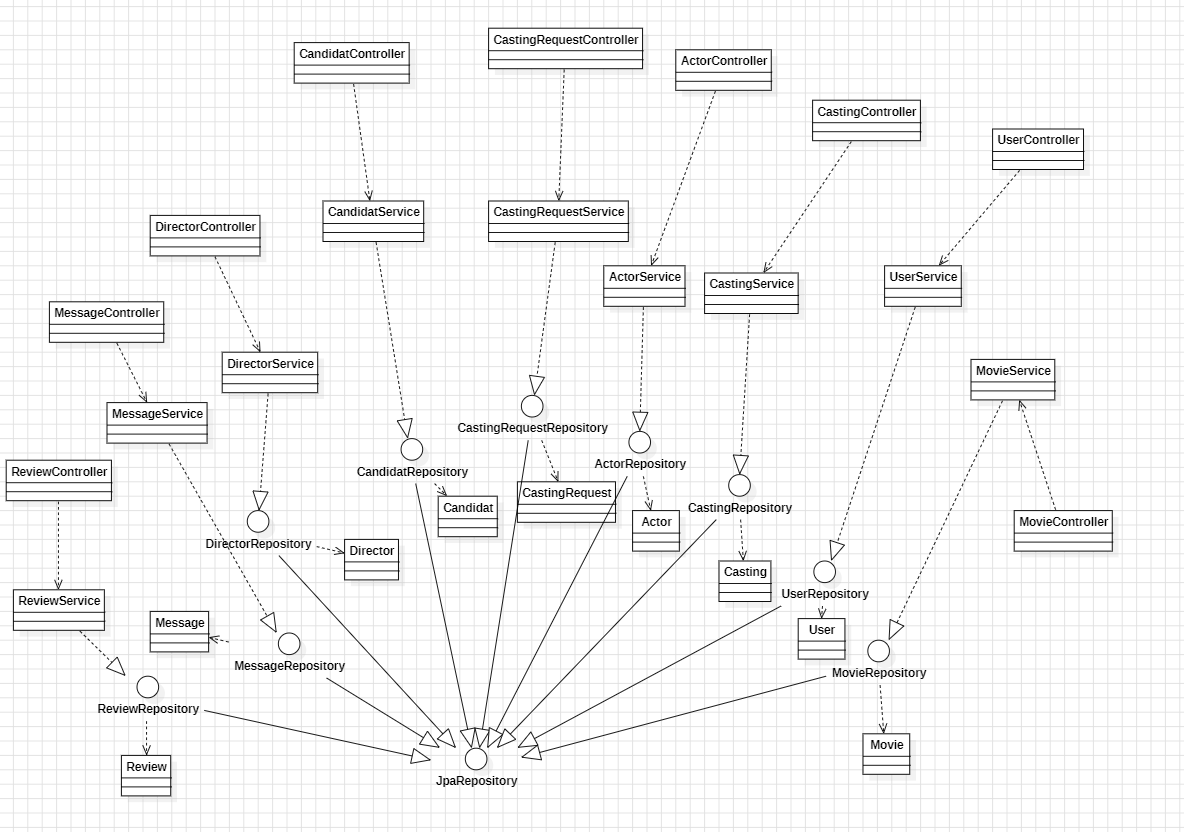 CastingRequestController
CandidatController
ActorController
CastingController
UserController
CandidatService
CastingRequestService
DirectorController
ActorService
CastingService
UserService
MessageController
DirectorService
MovieService
MessageService
CastingRequestRepository
ActorRepository
ReviewController
CandidatRepository
CastingRequest
Candidat
CastingRepository
Actor
MovieController
DirectorRepository
Director
Casting
UserRepository
ReviewService
Message
User
MessageRepository
MovieRepository
ReviewRepository
Movie
Review
JpaRepository